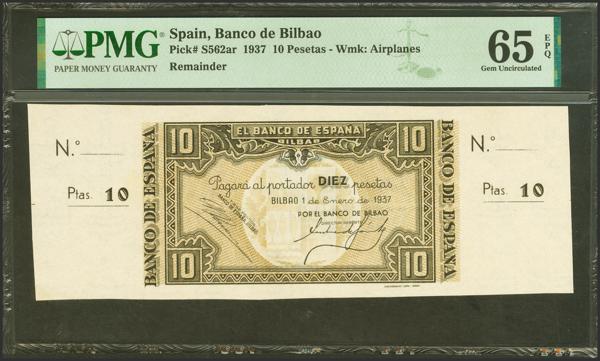 PMG
PAPER MONEY GUARANTY
Spain, Banco de Bilbao
Pick# S562ar 1937 10 Pesetas - Wmk: Airplanes
Remainder
65 EPQ
Gem Uncirculated
N.º
Ptas. 10
BANCO DE ESPAÑA
10
EL BANCO DE ESPAÑA
BILBAO
10
Pagará al portador DIEZ pesetas
BILBAO 1 de Enero de 1937
POR EL BANCO DE BILBAO
10
10
BANCO DE ESPAÑA
N.º
Ptas. 10